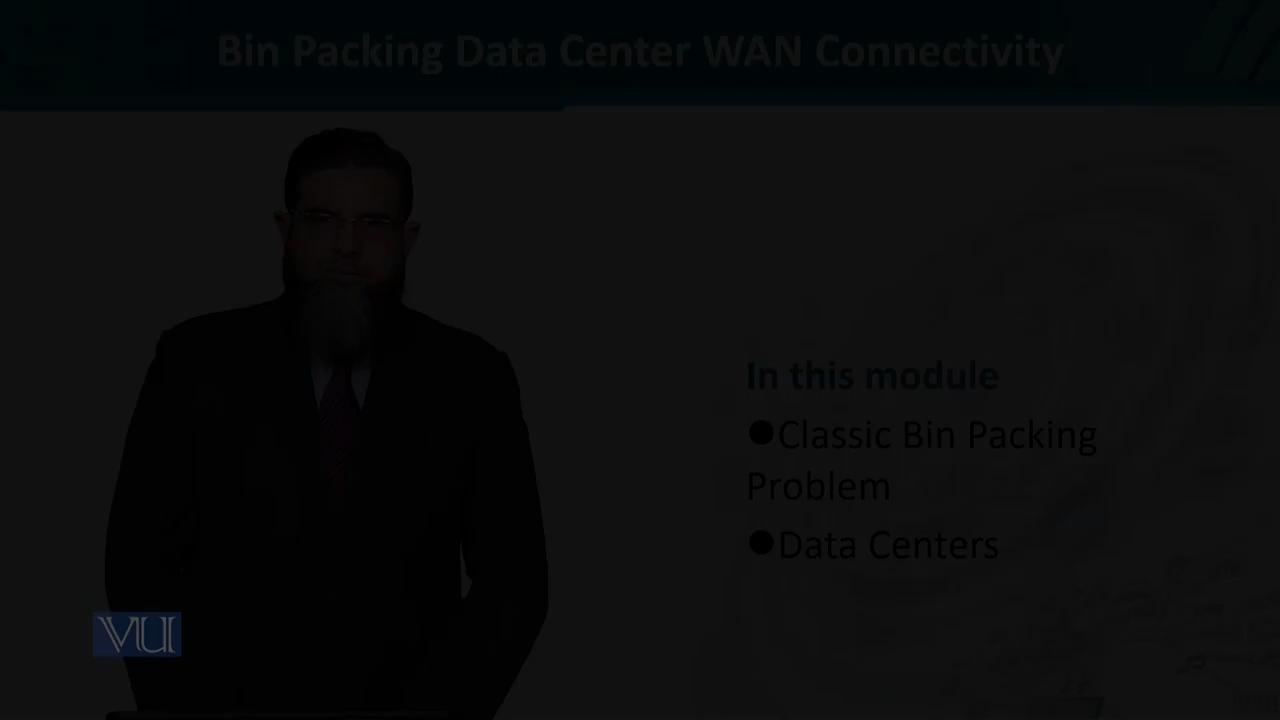 Bin Packing Data Center WAN Connectivity
In this module
●Classic Bin Packing
Problem
●Data Centers
VU